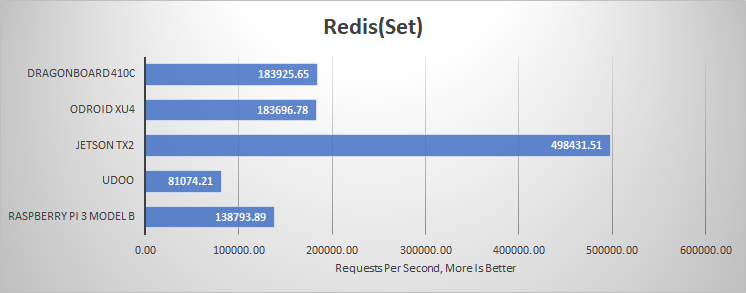 Redis(Set)
DRAGONBOARD 410C
183925.65
ODROID XU4
183696.78
JETSON TX2
498431.51
UDOO
81074.21
RASPBERRY PI 3 MODEL B
138793.89
0.00 100000.00 200000.00 300000.00 400000.00 500000.00 600000.00
Requests Per Second, More Is Better